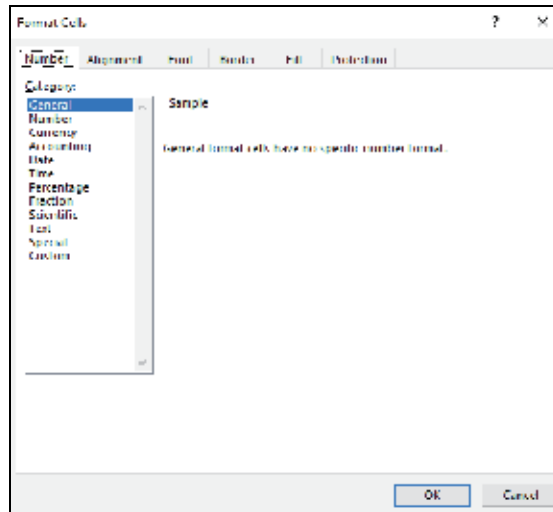 Format Cells ? ×
Number Alignment Font Border Fill Protection
Category:
General
Number
Currency
Accounting
Date
Time
Percentage
Fraction
Scientific
Text
Special
Custom
Sample
General format cells have no specific number format.
OK Cancel